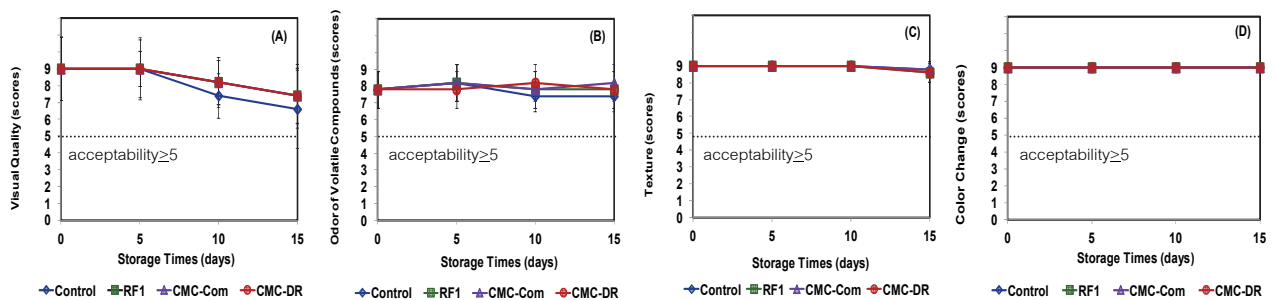 (A)
Visual Quality (scores)
9
8
7
6
5
4
3
2
1
0
acceptability≥5
0 5 10 15
Storage Times (days)
Control RF1 CMC-Com CMC-DR
(B)
Odor of Volatile Compounds (scores)
9
8
7
6
5
4
3
2
1
0
acceptability≥5
0 5 10 15
Storage Times (days)
Control RF1 CMC-Com CMC-DR
(C)
Texture (scores)
9
8
7
6
5
4
3
2
1
0
acceptability≥5
0 5 10 15
Storage Times (days)
Control RF1 CMC-Com CMC-DR
(D)
Color Change (scores)
9
8
7
6
5
4
3
2
1
0
acceptability≥5
0 5 10 15
Storage Times (days)
Control RF1 CMC-Com CMC-DR